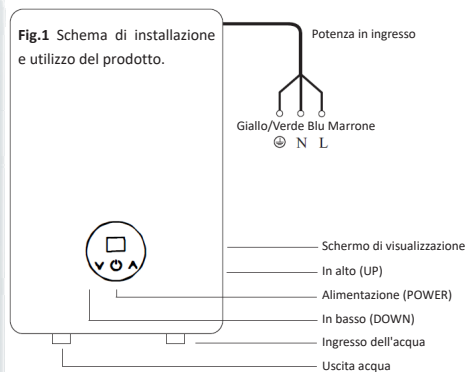 Fig.1 Schema di installazione
e utilizzo del prodotto.
Potenza in ingresso
Giallo/Verde Blu Marrone
N L
Schermo di visualizzazione
In alto (UP)
Alimentazione (POWER)
In basso (DOWN)
Ingresso dell'acqua
Uscita acqua